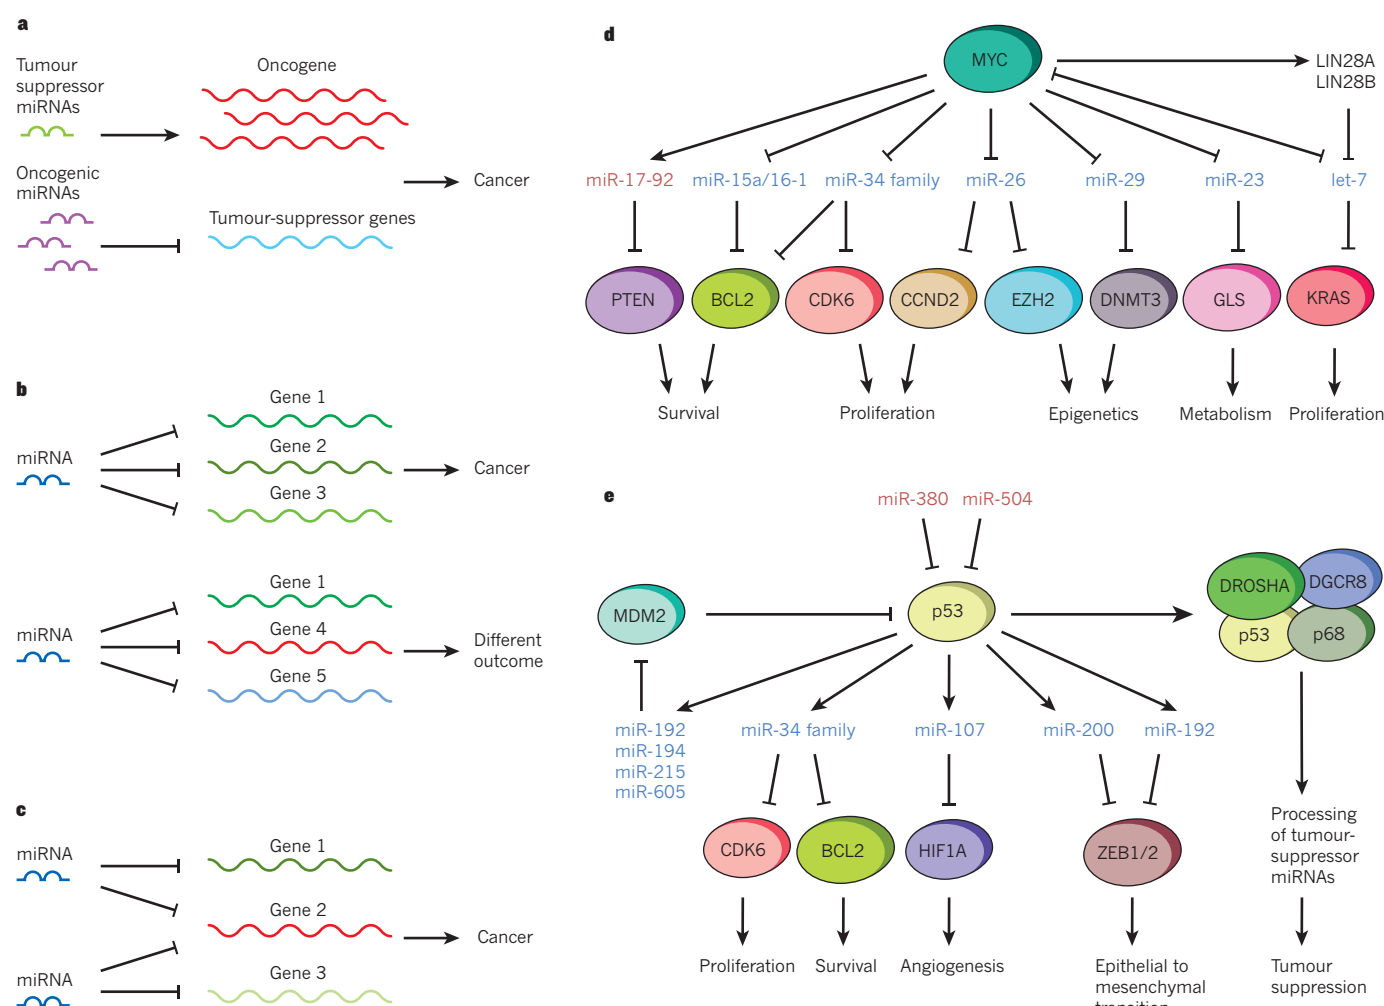 a
Tumour
suppressor
miRNAs
Oncogene
Oncogenic
miRNAs
Cancer
Tumour-suppressor genes
b
Gene 1
miRNA
Gene 2
Cancer
Gene 3
Gene 1
miRNA
Gene 4
Different
outcome
Gene 5
c
miRNA
Gene 1
Gene 2
Cancer
miRNA
Gene 3
d
MYC
LIN28A
LIN28B
miR-17-92 miR-15a/16-1 miR-34 family miR-26 miR-29 miR-23 let-7
PTEN BCL2 CDK6 CCND2 EZH2 DNMT3 GLS KRAS
Survival Proliferation Epigenetics Metabolism Proliferation
e
miR-380 miR-504
MDM2 p53
DROSHA DGCR8
p53 p68
miR-192
miR-194
miR-215
miR-605
miR-34 family miR-107 miR-200 miR-192
CDK6 BCL2 HIF1A ZEB1/2
Processing
of tumour-
suppressor
miRNAs
Proliferation Survival Angiogenesis
Epithelial to
mesenchymal
Tumour
suppression